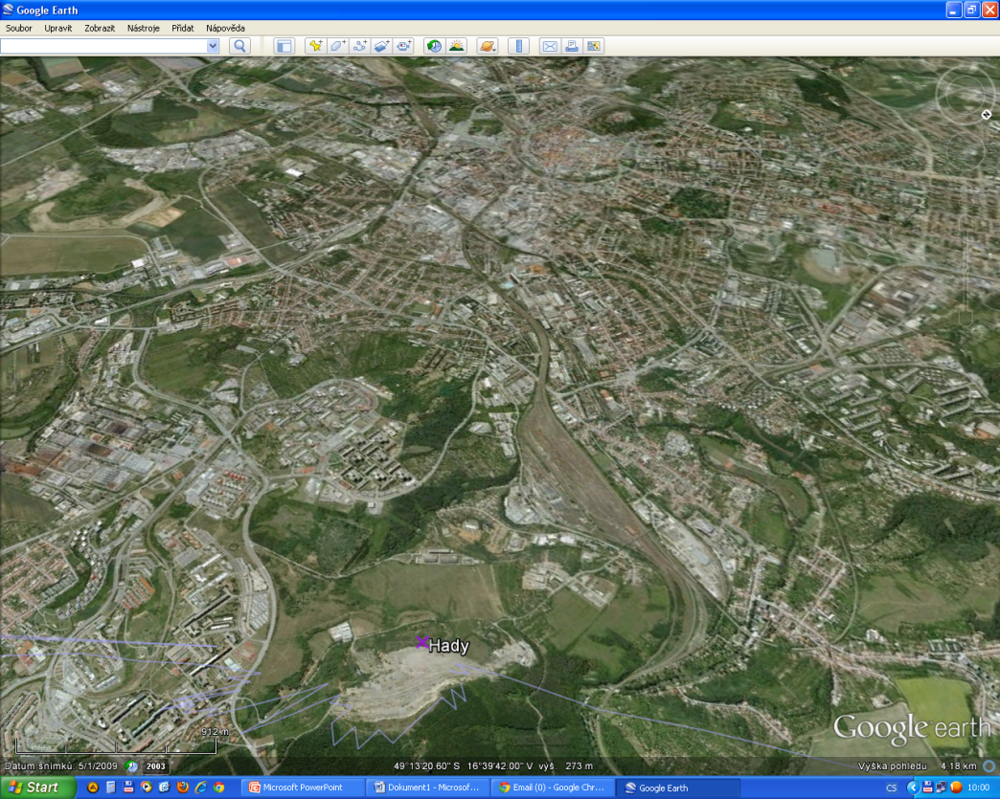 Google Earth
Soubor Upravit Zobrazit Nástroje Přidat Nápověda
Hady
912 m
Google earth
Datum snímků: 5/1/2009 2003 49°13'20.60" S 16°39'42.00" V výš. 273 m Výška pohledu 4.18 km
Start Microsoft PowerPoint Dokument1 - Microsof... Email (0) - Google Chr... Google Earth CS 10:00